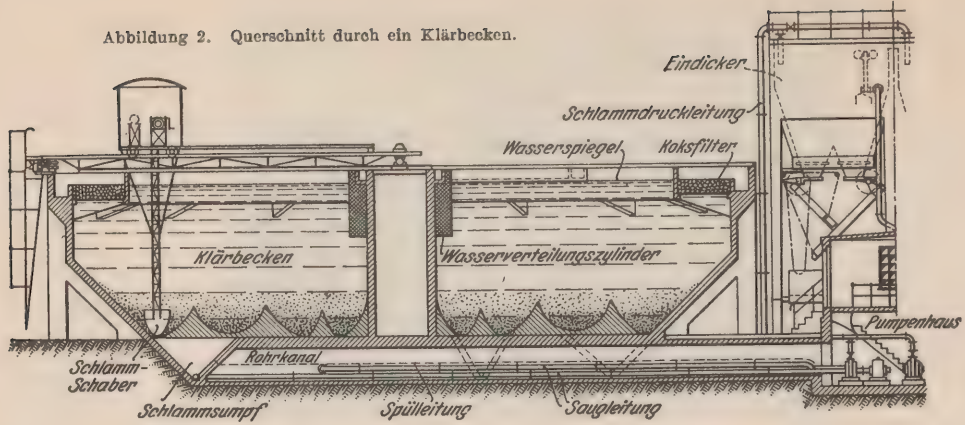 Abbildung 2. Querschnitt durch ein Klärbecken.
Eindicker
Schlammdruckleitung
Wasserspiegel
Koksfilter
Klärbecken
Wasserverteilungszylinder
Pumpenhaus
Rohrkanal
Schlamm-
Schaber
Schlammsumpf
Spülleitung
Saugleitung